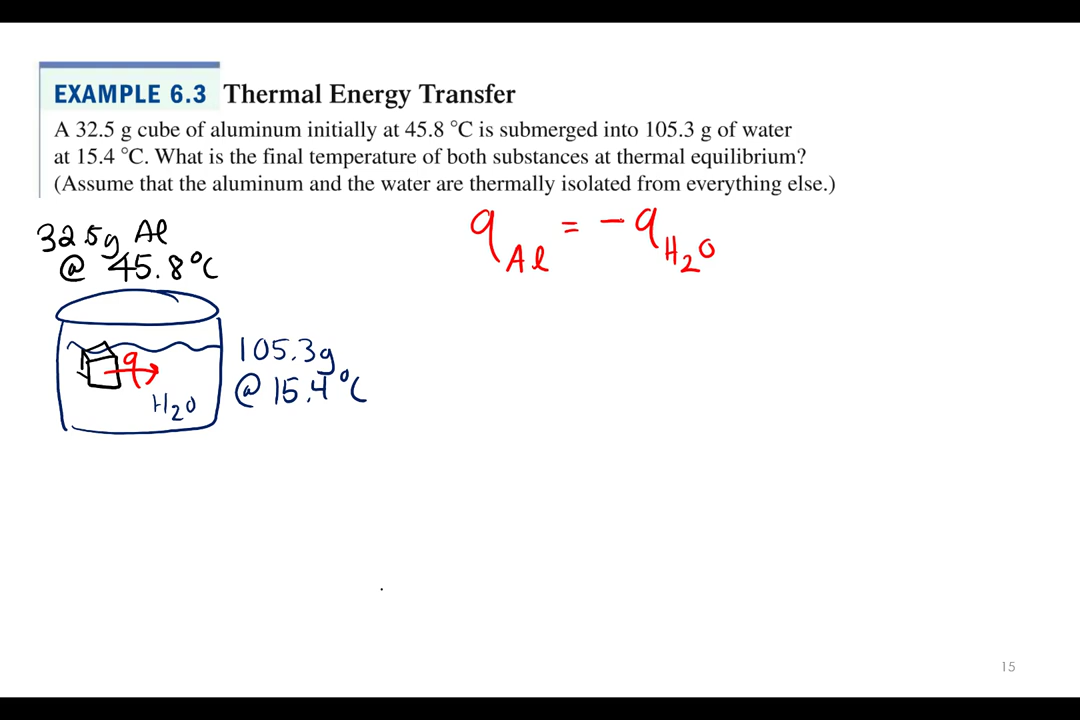 EXAMPLE 6.3 Thermal Energy Transfer
A 32.5 g cube of aluminum initially at 45.8 °C is submerged into 105.3 g of water
at 15.4 °C. What is the final temperature of both substances at thermal equilibrium?
(Assume that the aluminum and the water are thermally isolated from everything else.)
32.5g Al
@ 45.8°C
q Al = -q H2O
105.3g
@ 15.4°C
q
H2O
15